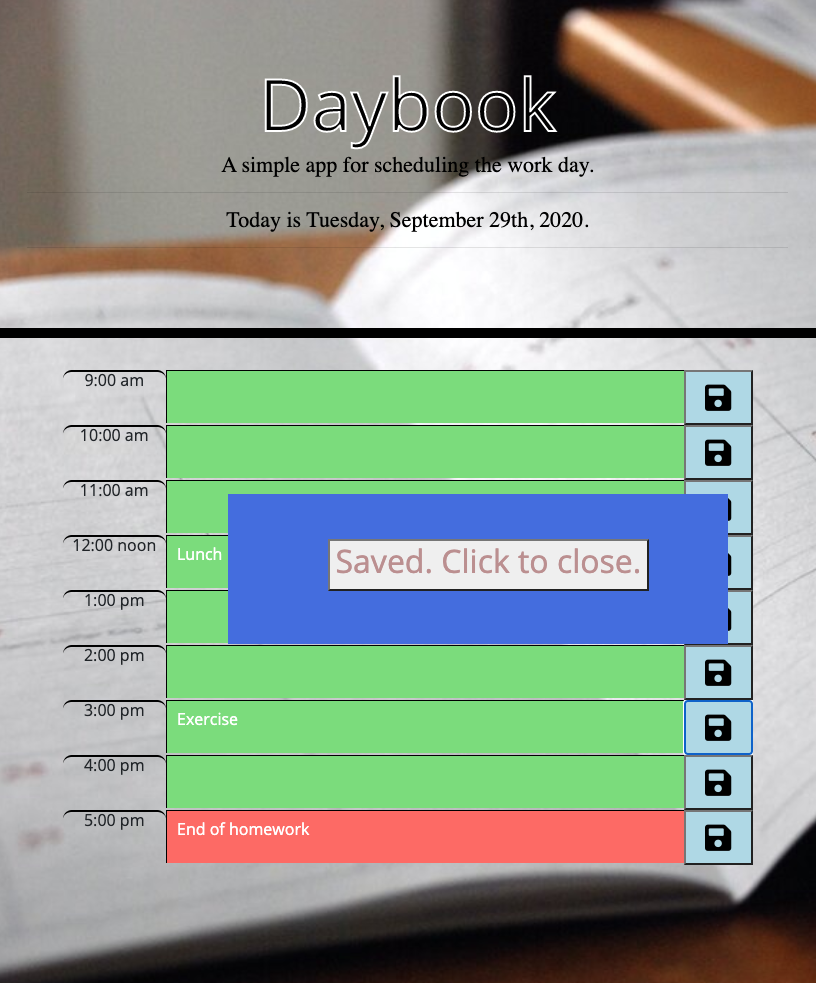 Daybook
A simple app for scheduling the work day.
Today is Tuesday, September 29th, 2020.
9:00 am
10:00 am
11:00 am
12:00 noon Lunch
Saved. Click to close.
1:00 pm
2:00 pm
3:00 pm Exercise
4:00 pm
5:00 pm End of homework